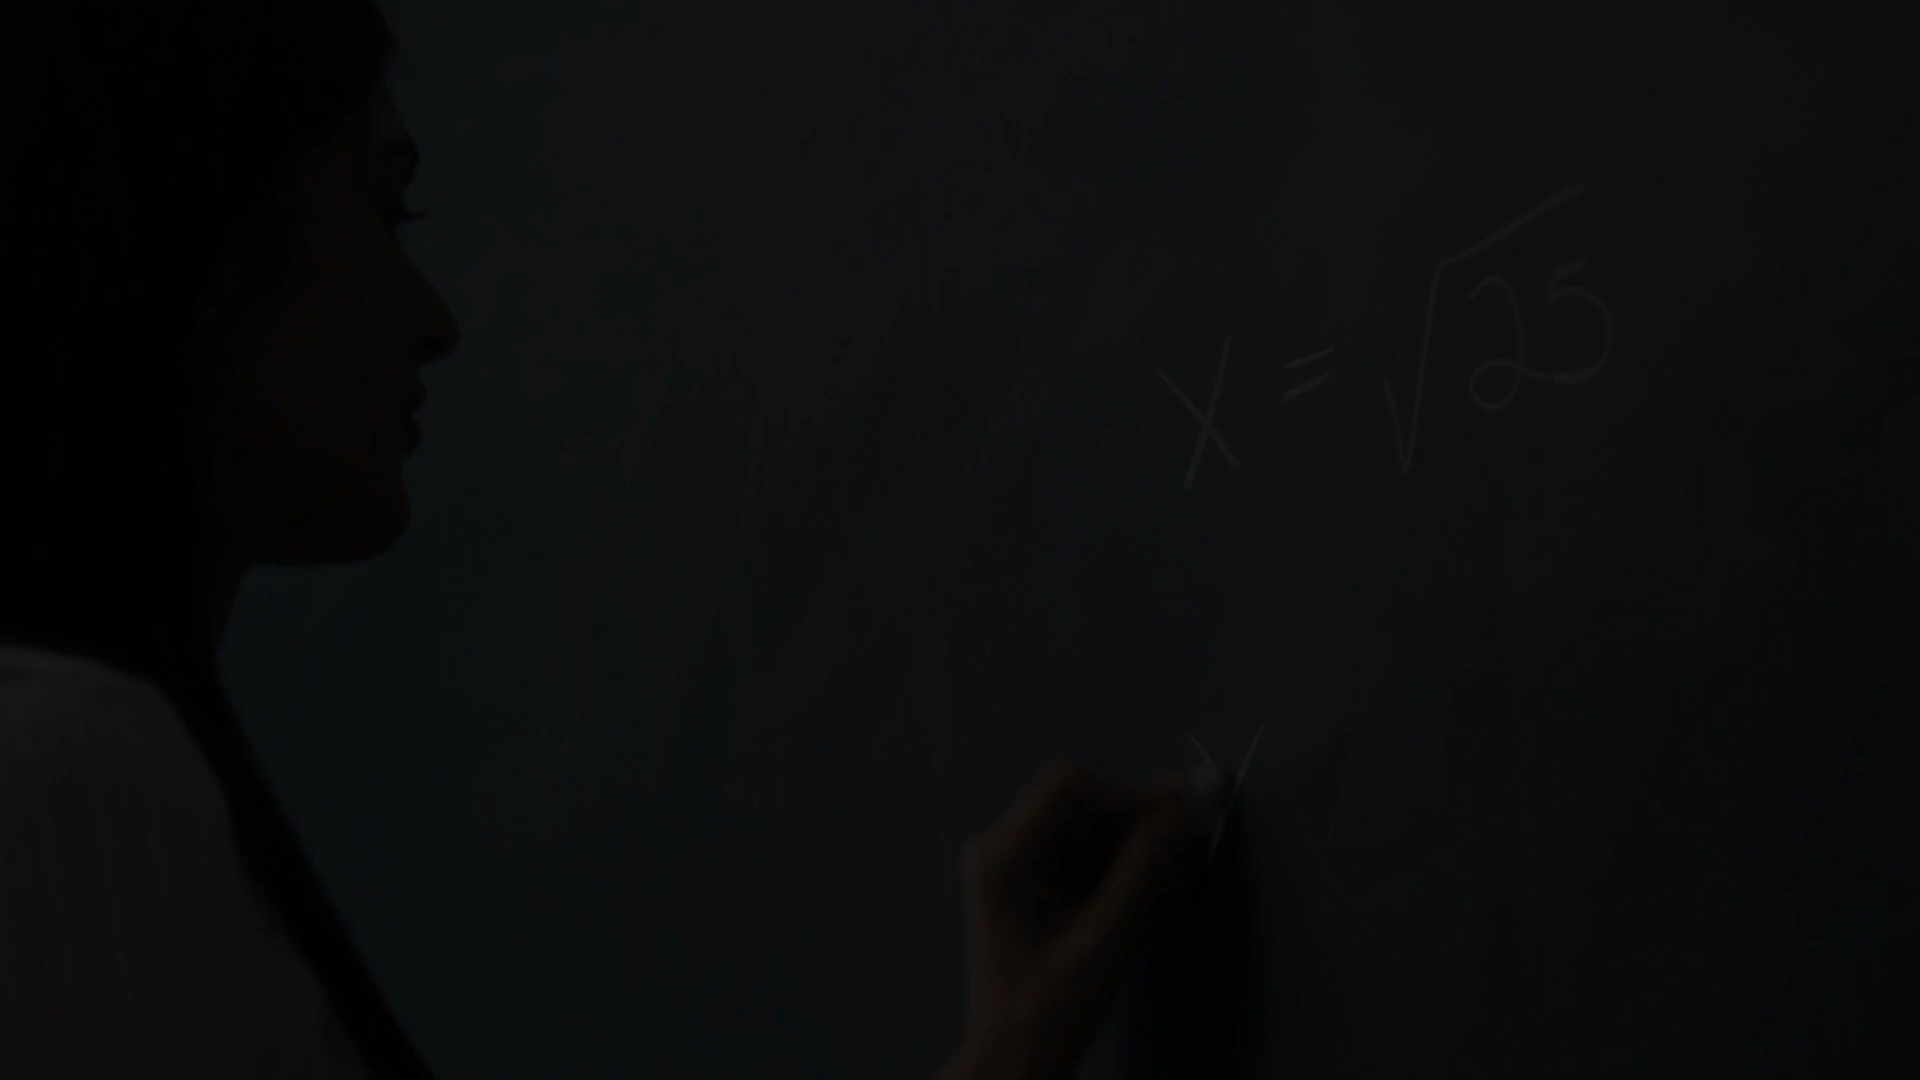 x = √25
y